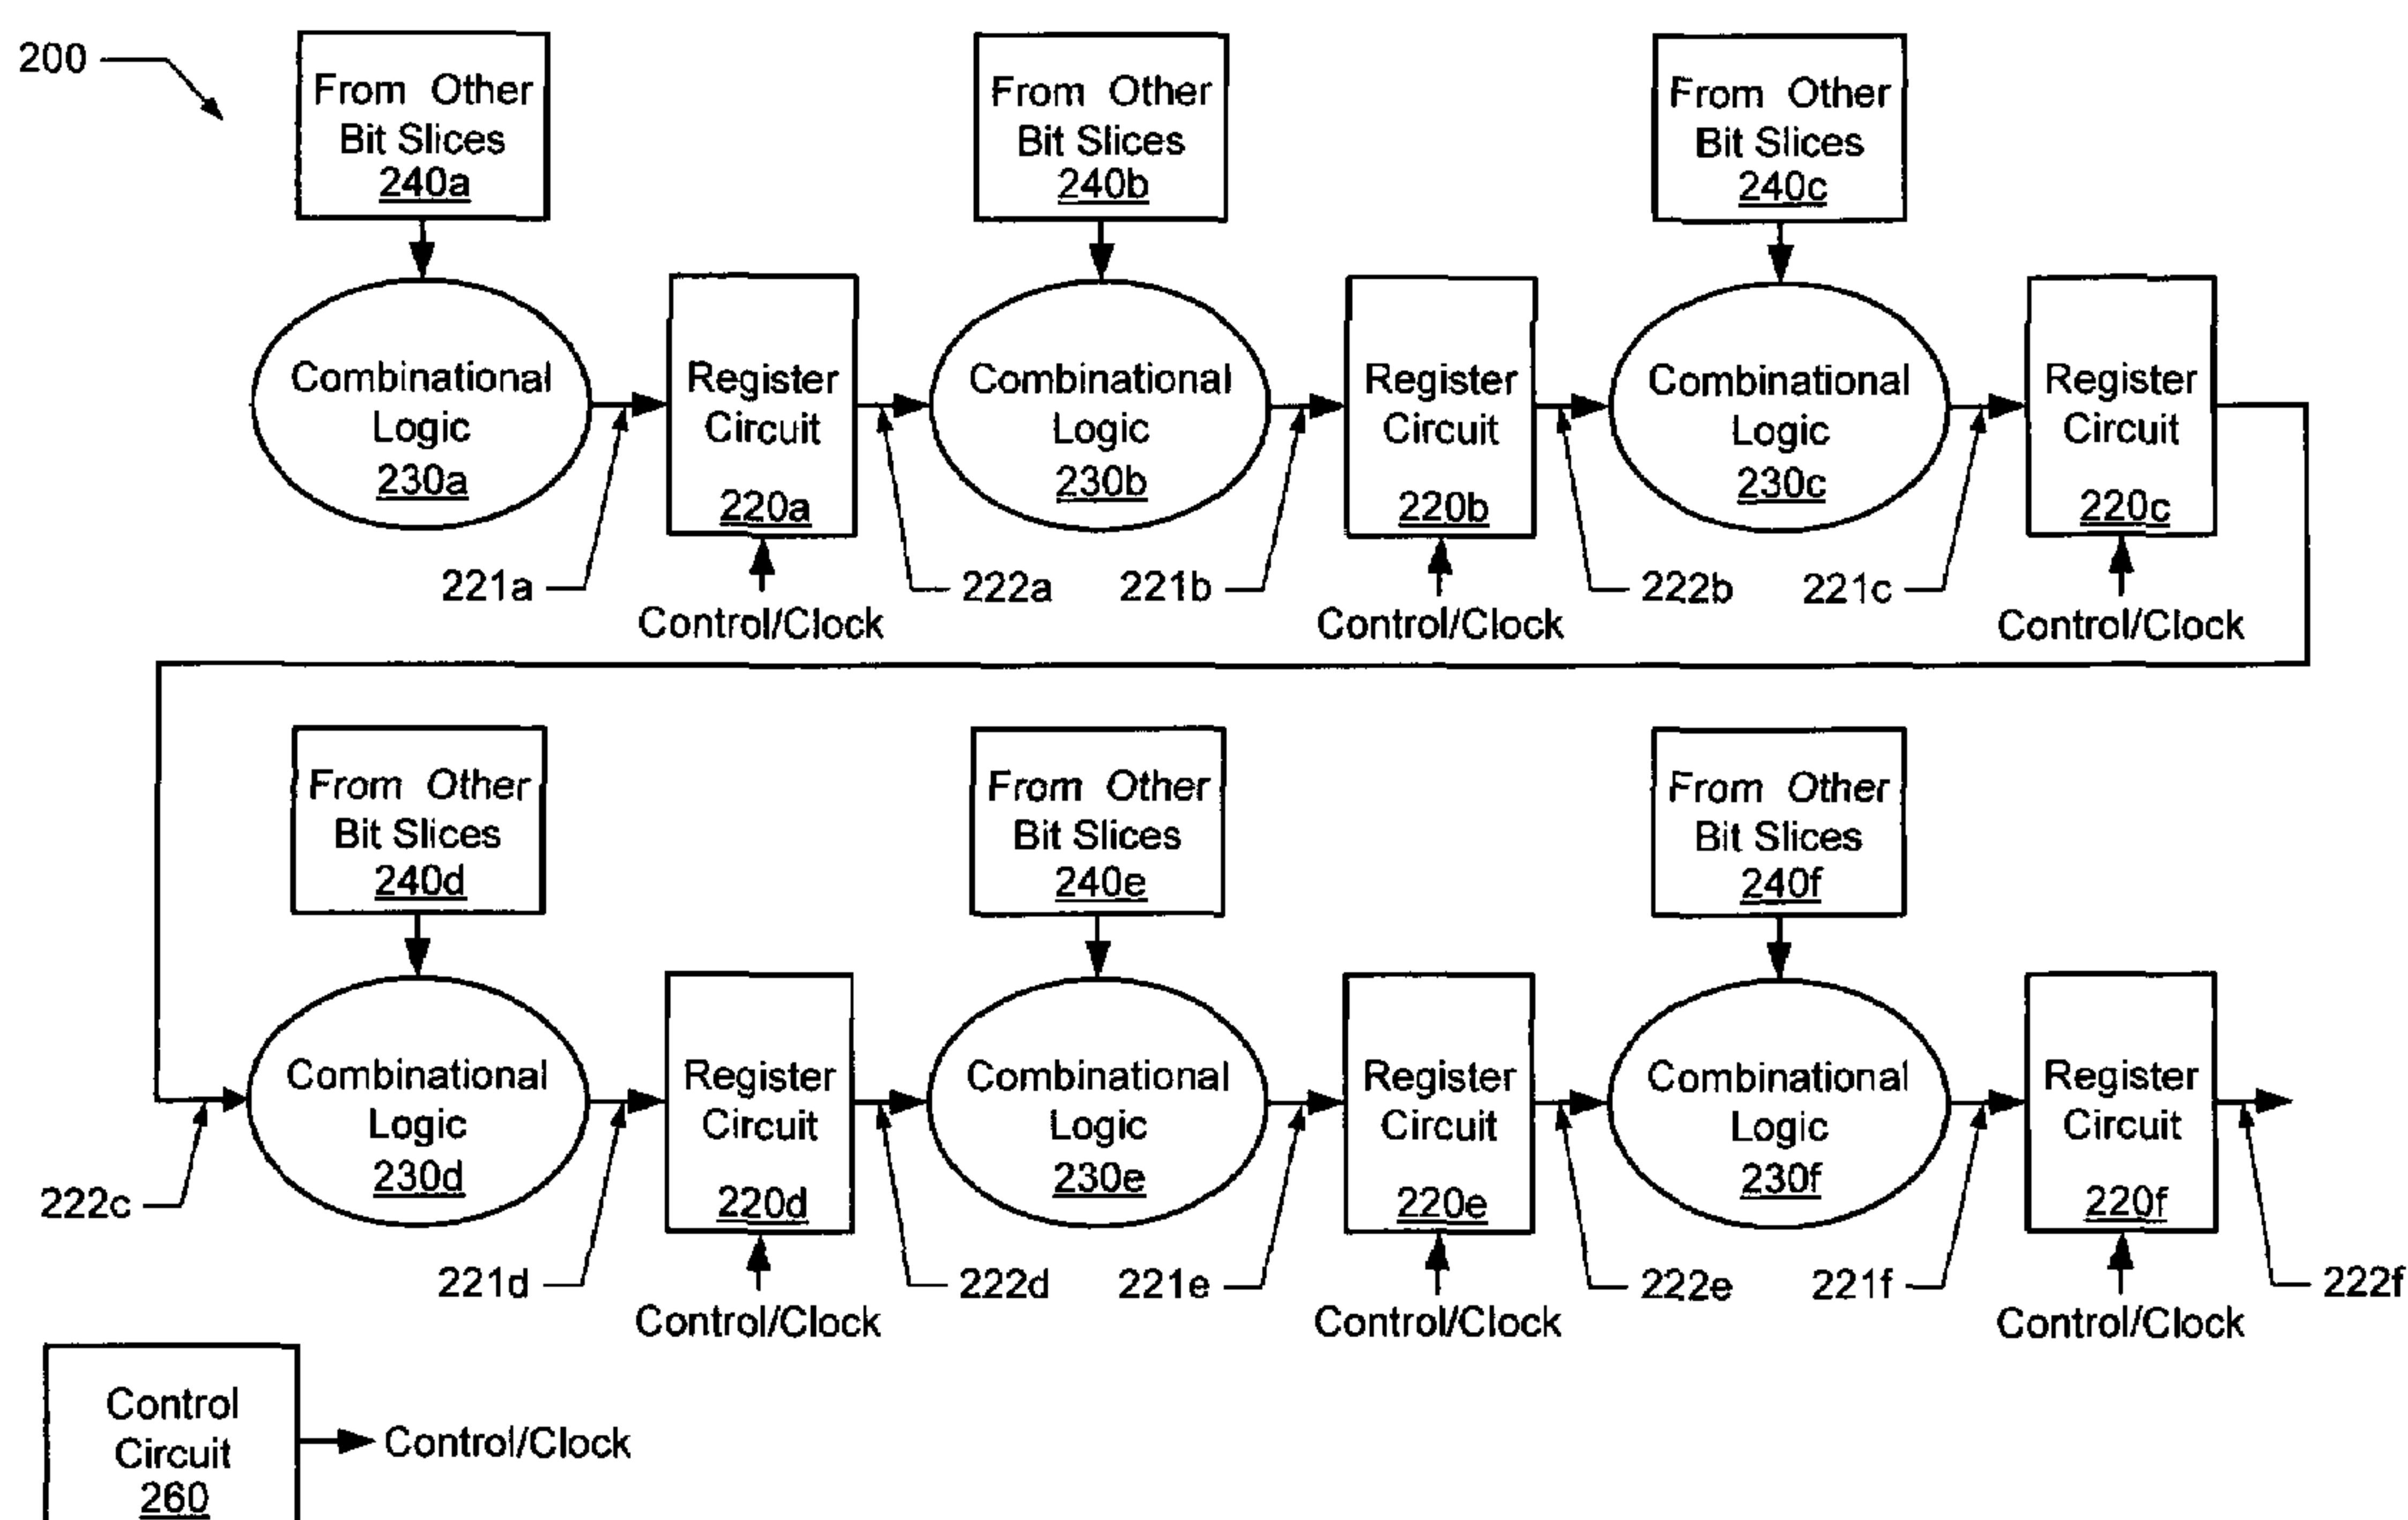 200
From Other
Bit Slices
240a
From Other
Bit Slices
240b
From Other
Bit Slices
240c
Combinational
Logic
230a
Register
Circuit
220a
Combinational
Logic
230b
Register
Circuit
220b
Combinational
Logic
230c
Register
Circuit
220c
221a
222a
221b
222b
221c
Control/Clock
Control/Clock
Control/Clock
From Other
Bit Slices
240d
From Other
Bit Slices
240e
From Other
Bit Slices
240f
Combinational
Logic
230d
Register
Circuit
220d
Combinational
Logic
230e
Register
Circuit
220e
Combinational
Logic
230f
Register
Circuit
220f
222c
221d
222d
221e
222e
221f
222f
Control/Clock
Control/Clock
Control/Clock
Control
Circuit
260
Control/Clock